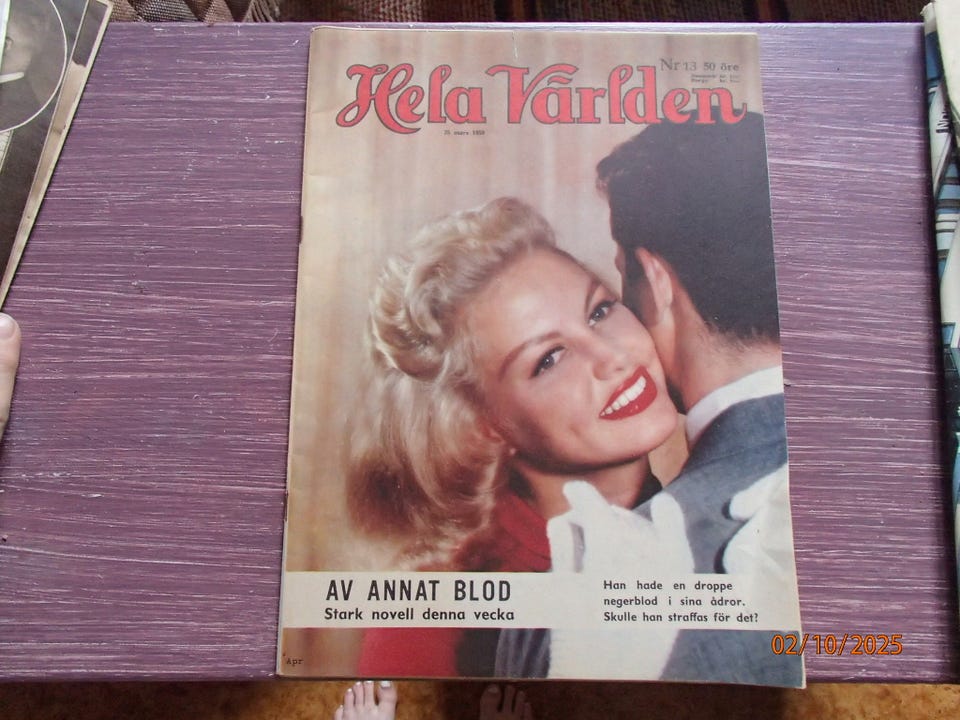 Nr 13 50 öre
Hela Världen
AV ANNAT BLOD
Stark novell denna vecka
Han hade en droppe
negerblod i sina ådror.
Skulle han straffas för det?
Apr
02/10/2025